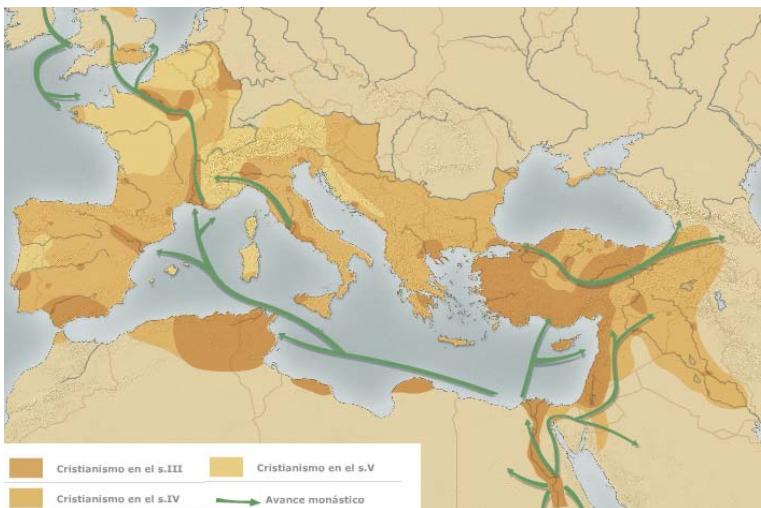 Cristianismo en el s.III
Cristianismo en el s.V
Cristianismo en el s.IV
Avance monástico